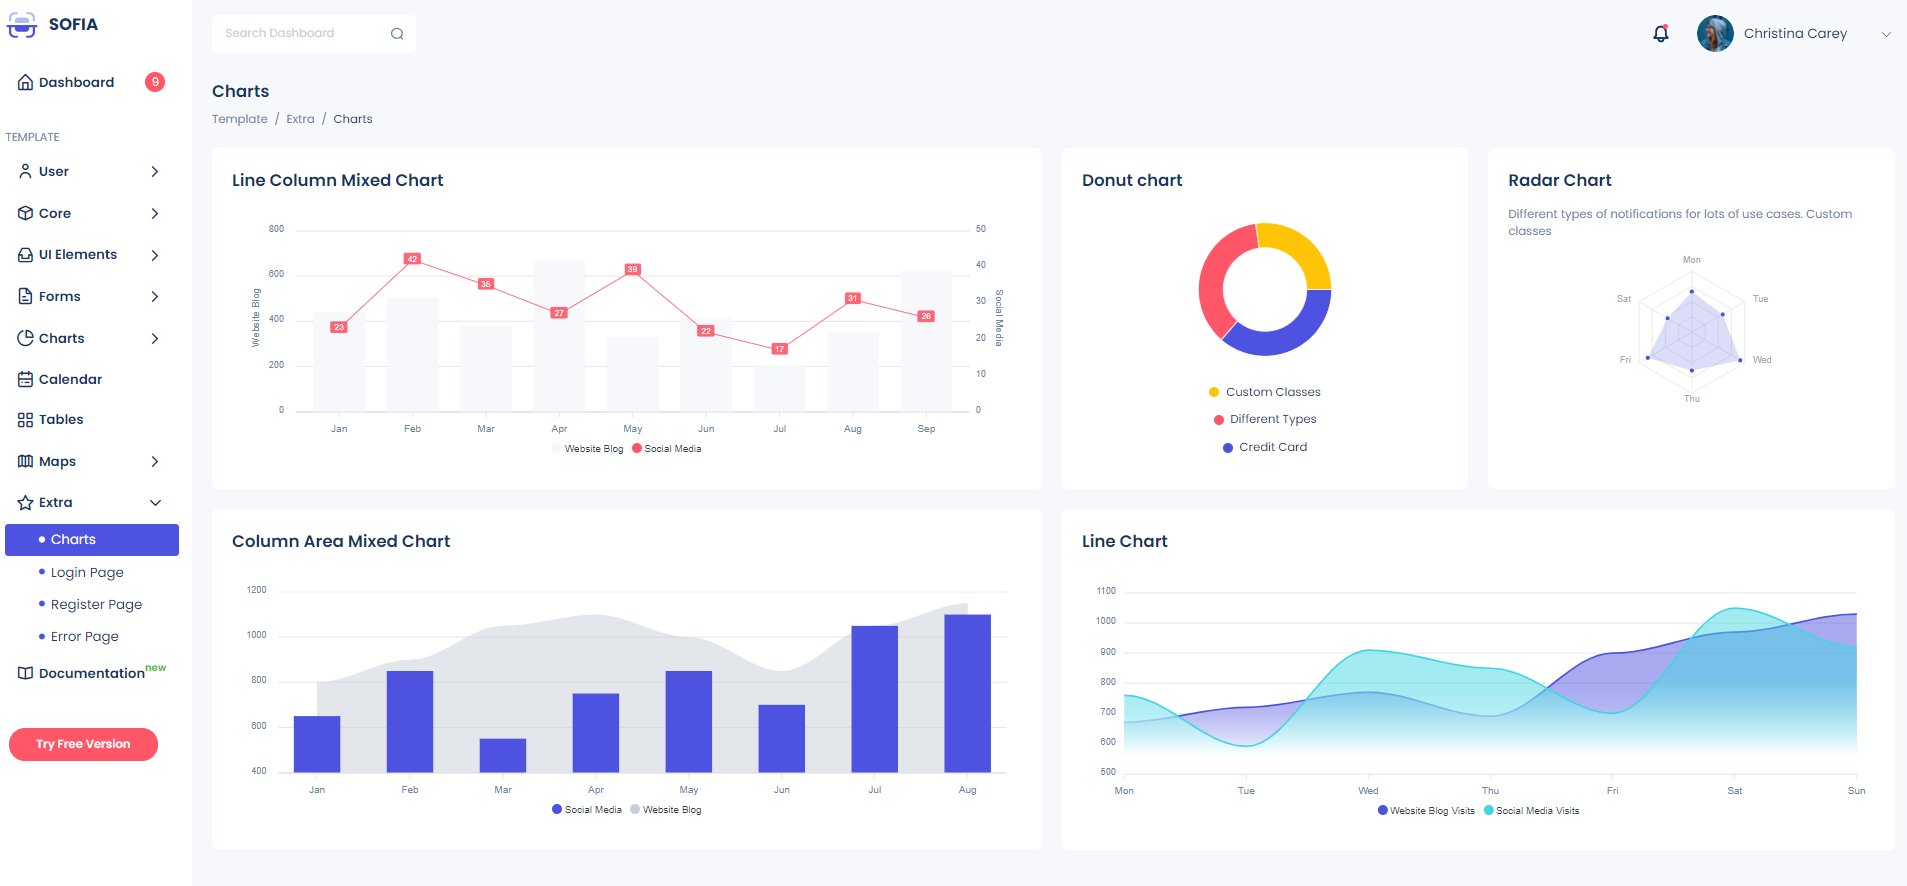 SOFIA
Search Dashboard
Christina Carey
Dashboard 9
TEMPLATE
User
Core
UI Elements
Forms
Charts
Calendar
Tables
Maps
Extra
Charts
Login Page
Register Page
Error Page
Documentation new
Try Free Version
Charts
Template / Extra / Charts
Line Column Mixed Chart
800
600
400
200
0
Website Blog
50
40
30
20
10
0
Social Media
23
42
35
27
39
22
17
31
26
Jan Feb Mar Apr May Jun Jul Aug Sep
Website Blog Social Media
Donut chart
Custom Classes
Different Types
Credit Card
Radar Chart
Different types of notifications for lots of use cases. Custom
classes
Mon
Sat Tue
Fri Wed
Thu
Column Area Mixed Chart
1200
1000
800
600
400
Jan Feb Mar Apr May Jun Jul Aug
Social Media Website Blog
Line Chart
1100
1000
900
800
700
600
500
Mon Tue Wed Thu Fri Sat Sun
Website Blog Visits Social Media Visits